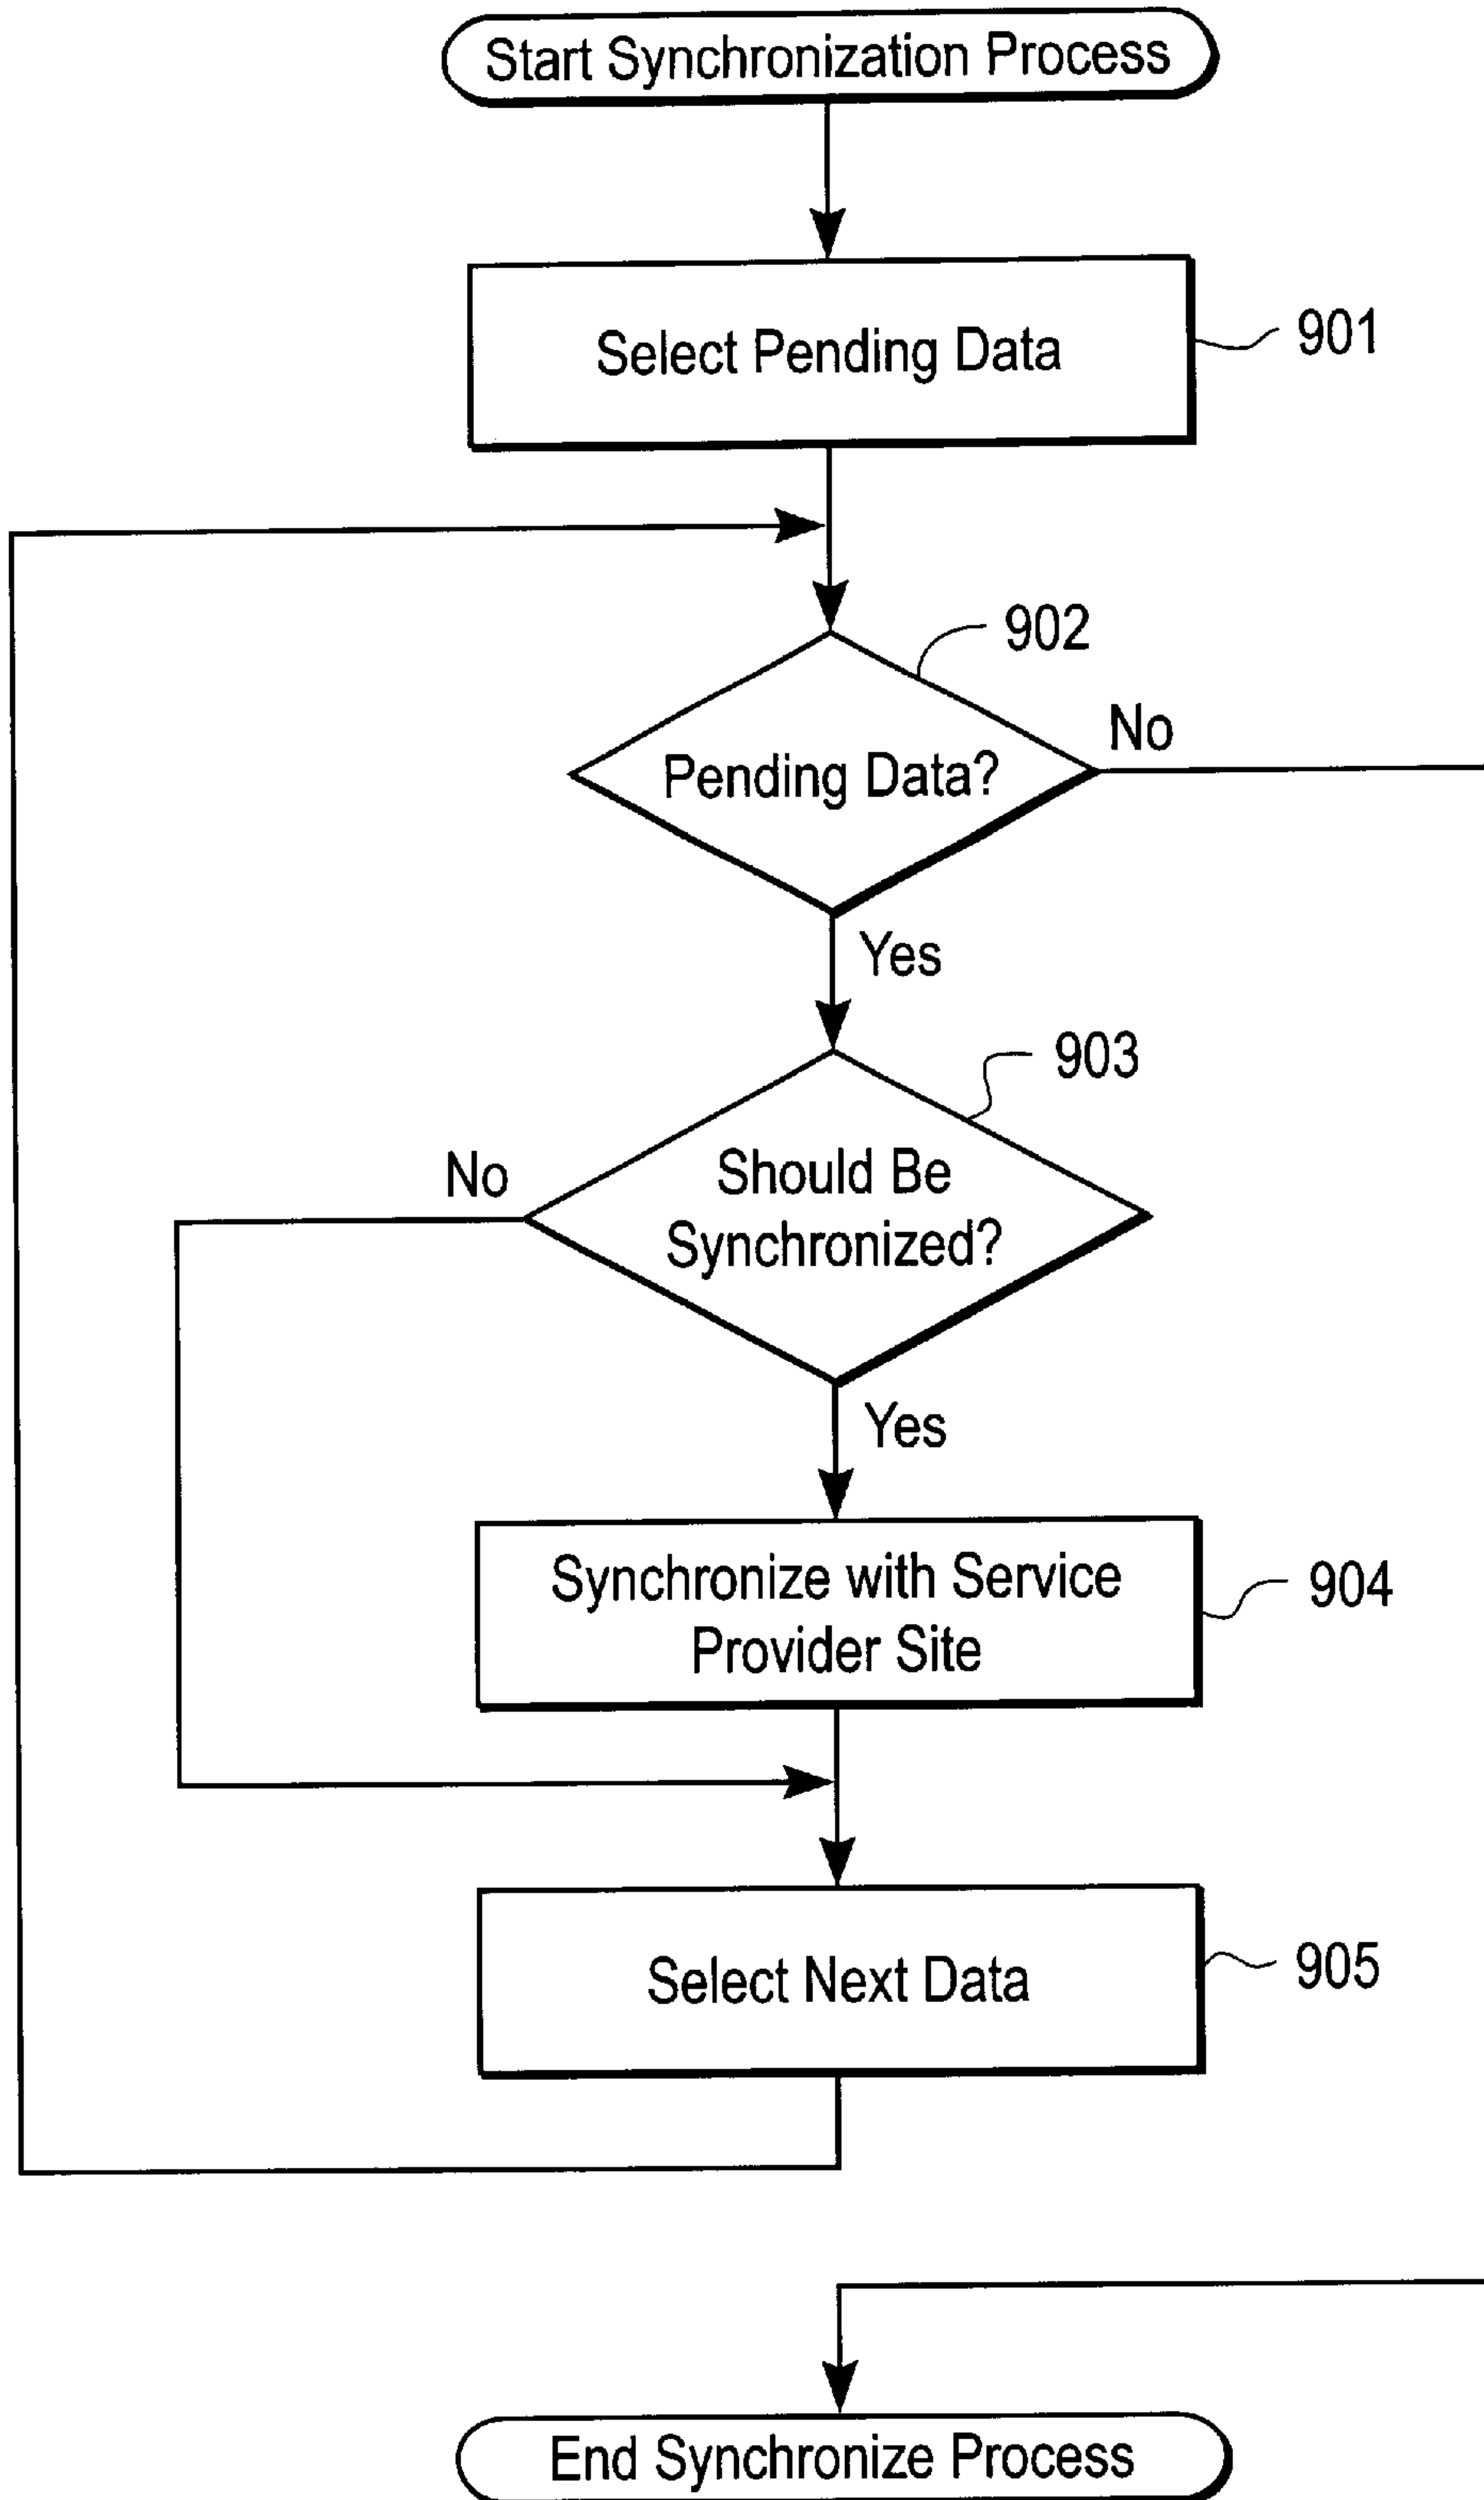 Start Synchronization Process
Select Pending Data
901
902
Pending Data?
No
Yes
903
No
Should Be
Synchronized?
Yes
Synchronize with Service
Provider Site
904
Select Next Data
905
End Synchronize Process